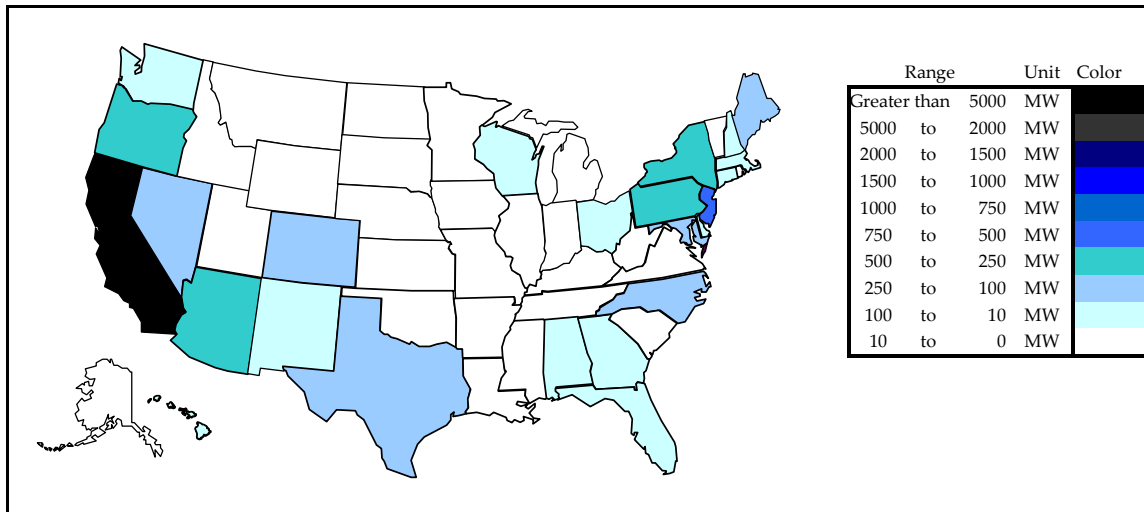 Range Unit Color
Greater than 5000 MW
5000 to 2000 MW
2000 to 1500 MW
1500 to 1000 MW
1000 to 750 MW
750 to 500 MW
500 to 250 MW
250 to 100 MW
100 to 10 MW
10 to 0 MW